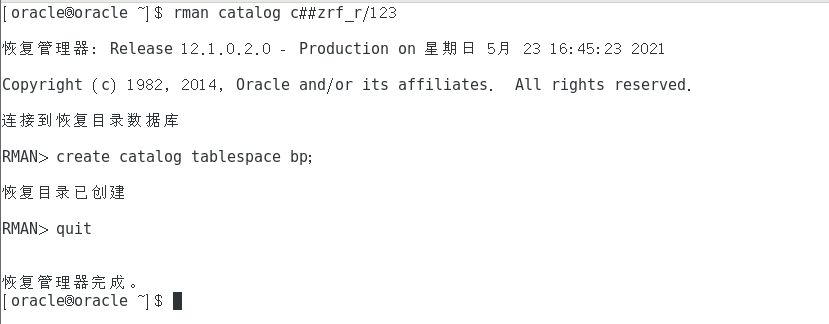 [oracle@oracle ~]$ rman catalog c##zrf_r/123
恢复管理器: Release 12.1.0.2.0 - Production on 星期日 5月 23 16:45:23 2021
Copyright (c) 1982, 2014, Oracle and/or its affiliates.  All rights reserved.
连接到恢复目录数据库
RMAN> create catalog tablespace bp;
恢复目录已创建
RMAN> quit
恢复管理器完成。
[oracle@oracle ~]$